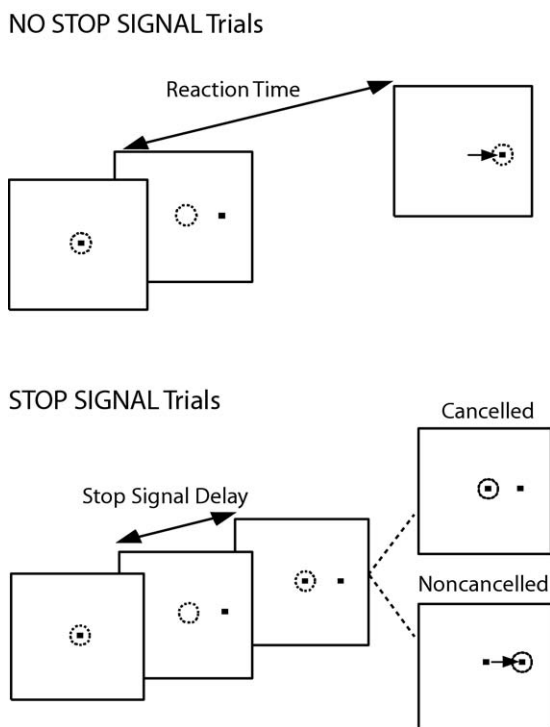 NO STOP SIGNAL Trials
Reaction Time
STOP SIGNAL Trials
Cancelled
Stop Signal Delay
Noncancelled